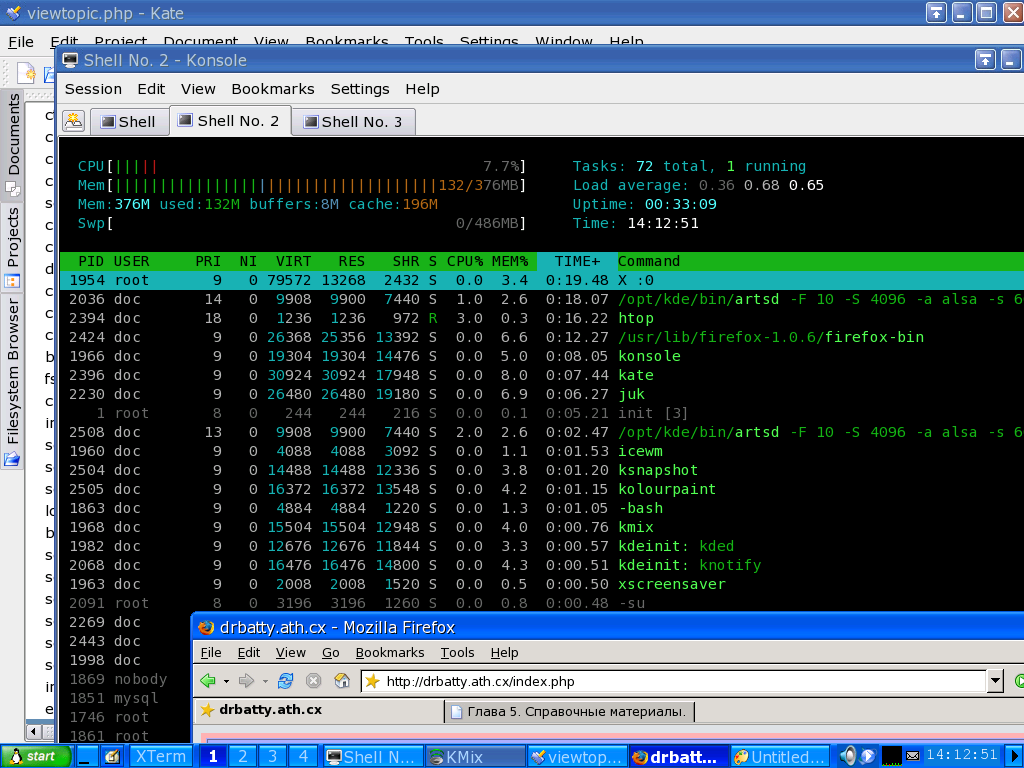 viewtopic.php - Kate
File Edit Project Document View Bookmarks Tools Settings Window Help
Documents
Projects
Filesystem Browser
Shell No. 2 - Konsole
Session Edit View Bookmarks Settings Help
Shell Shell No. 2 Shell No. 3
CPU[||||| 7.7%] Tasks: 72 total, 1 running
Mem[||||||||||||||||||||||||||||||||||||132/376MB] Load average: 0.36 0.68 0.65
Mem:376M used:132M buffers:8M cache:196M Uptime: 00:33:09
Swp[ 0/486MB] Time: 14:12:51
PID USER PRI NI VIRT RES SHR S CPU% MEM% TIME+ Command
1954 root 9 0 79572 13268 2432 S 0.0 3.4 0:19.48 X :0
2036 doc 14 0 9908 9900 7440 S 1.0 2.6 0:18.07 /opt/kde/bin/artsd -F 10 -S 4096 -a alsa -s 6
2394 doc 18 0 1236 1236 972 R 3.0 0.3 0:16.22 htop
2424 doc 9 0 26368 25356 13392 S 0.0 6.6 0:12.27 /usr/lib/firefox-1.0.6/firefox-bin
1966 doc 9 0 19304 19304 14476 S 0.0 5.0 0:08.05 konsole
2396 doc 9 0 30924 30924 17948 S 0.0 8.0 0:07.44 kate
2230 doc 9 0 26480 26480 19180 S 0.0 6.9 0:06.27 juk
1 root 8 0 244 244 216 S 0.0 0.1 0:05.21 init [3]
2508 doc 13 0 9908 9900 7440 S 2.0 2.6 0:02.47 /opt/kde/bin/artsd -F 10 -S 4096 -a alsa -s 6
1960 doc 9 0 4088 4088 3092 S 0.0 1.1 0:01.53 icewm
2504 doc 9 0 14488 14488 12336 S 0.0 3.8 0:01.20 ksnapshot
2505 doc 9 0 16372 16372 13548 S 0.0 4.2 0:01.15 kolourpaint
1863 doc 9 0 4884 4884 1220 S 0.0 1.3 0:01.05 -bash
1968 doc 9 0 15504 15504 12948 S 0.0 4.0 0:00.76 kmix
1982 doc 9 0 12676 12676 11844 S 0.0 3.3 0:00.57 kdeinit: kded
2068 doc 9 0 16476 16476 14800 S 0.0 4.3 0:00.51 kdeinit: knotify
1963 doc 9 0 2008 2008 1520 S 0.0 0.5 0:00.50 xscreensaver
2091 root 8 0 3196 3196 1260 S 0.0 0.8 0:00.48 -su
2269 doc
2443 doc
1998 doc
1869 nobody
1851 mysql
1746 root
1861 root
drbatty.ath.cx - Mozilla Firefox
File Edit View Go Bookmarks Tools Help
http://drbatty.ath.cx/index.php
drbatty.ath.cx Глава 5. Справочные материалы.
start XTerm 1 2 3 4 Shell N... KMix viewtop... drbatt... Untitled... 14:12:51